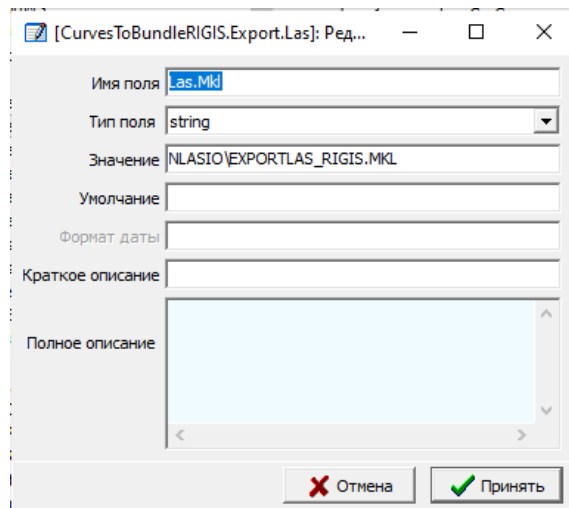 [CurvesToBundleRIGIS.Export.Las]: Ред...
Имя поля Las.Mkl
Тип поля string
Значение NLASIO\EXPORTLAS_RIGIS.MKL
Умолчание
Формат даты
Краткое описание
Полное описание
Отмена Принять